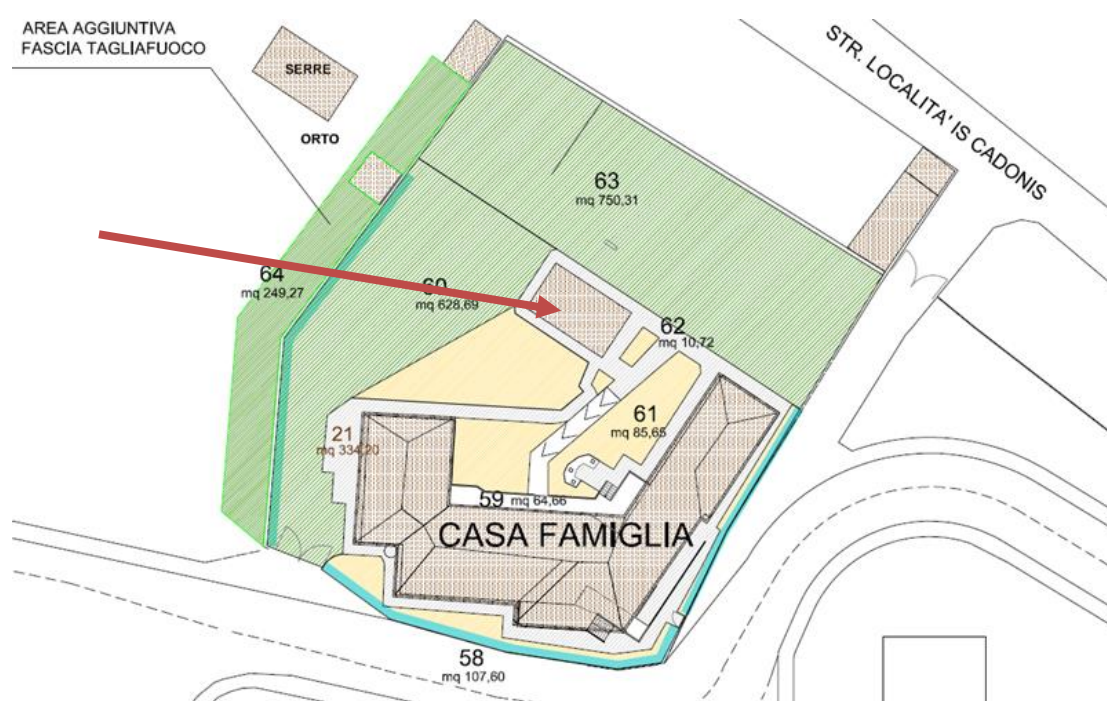 AREA AGGIUNTIVA
FASCIA TAGLIAFUOCO
SERRE
ORTO
STR. LOCALITA' IS CADONIS
63
mq 750,31
64
mq 249,27
60
mq 628,69
62
mq 10,72
61
mq 85,65
21
mq 334,20
59 mq 64,66
CASA FAMIGLIA
58
mq 107,60